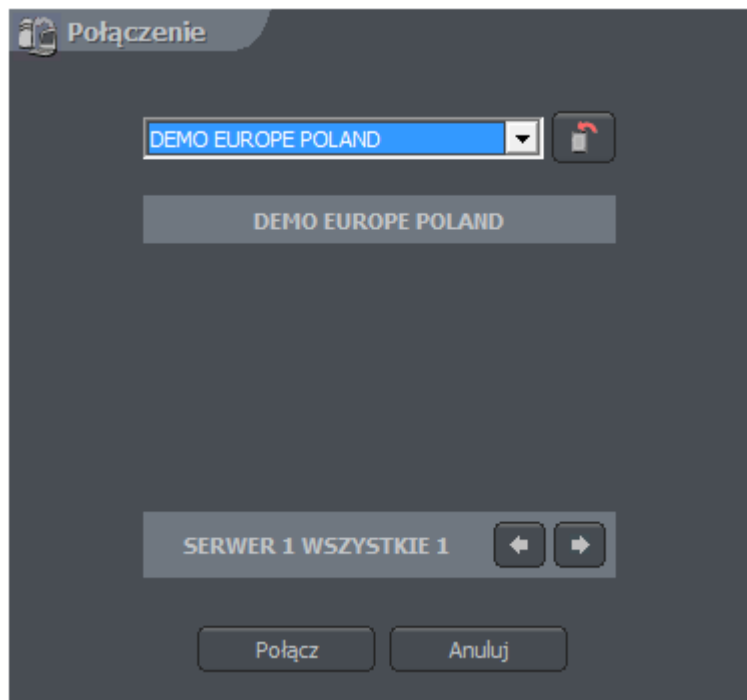 Połączenie
DEMO EUROPE POLAND
DEMO EUROPE POLAND
SERWER 1 WSZYSTKIE 1
Połącz
Anuluj